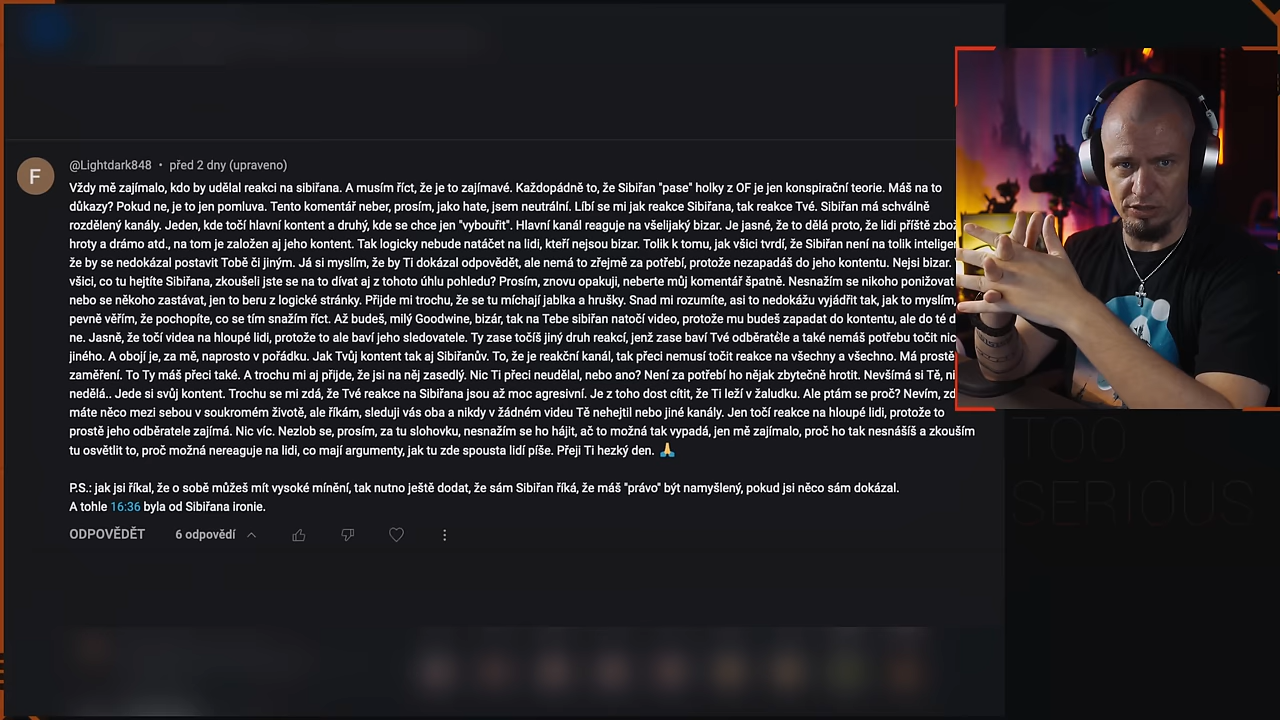 F
@Lightdark848 • před 2 dny (upraveno)
Vždy mě zajímalo, kdo by udělal reakci na sibiřana. A musím říct, že je to zajímavé. Každopádně to, že Sibiřan "pase" holky z OF je jen konspirační teorie. Máš na to
důkazy? Pokud ne, je to jen pomluva. Tento komentář neber, prosím, jako hate, jsem neutrální. Líbí se mi jak reakce Sibiřana, tak reakce Tvé. Sibiřan má schválně
rozdělený kanály. Jeden, kde točí hlavní kontent a druhý, kde se chce jen "vybouřit". Hlavní kanál reaguje na všelijaký bizar. Je jasné, že to dělá proto, že lidi příště
hroty a drámo atd., na tom je založen aj jeho kontent. Tak logicky nebude natáčet na lidi, kteří nejsou bizar. Tolik k tomu, jak všici tvrdí, že Sibiřan není na tolik
že by se nedokázal postavit Tobě či jiným. Já si myslím, že by Ti dokázal odpovědět, ale nemá to zřejmě za potřebí, protože nezapadáš do jeho kontentu. Nejsi bizar.
všici, co tu hejtíte Sibiřana, zkoušeli jste se na to dívat aj z tohoto úhlu pohledu? Prosím, znovu opakuji, neberte můj komentář špatně. Nesnažím se nikoho
nebo se někoho zastávat, jen to beru z logické stránky. Přijde mi trochu, že se tu míchají jablka a hrušky. Snad mi rozumíte, asi to nedokážu vyjádřit tak, jak to myslím,
pevně věřím, že pochopíte, co se tím snažím říct. Až budeš, milý Goodwine, bizár, tak na Tebe sibiřan natočí video, protože mu budeš zapadat do kontentu, ale do té
ne. Jasně, že točí videa na hloupé lidi, protože to ale baví jeho sledovatele. Ty zase točíš jiný druh reakcí, jenž zase baví Tvé odběratele a také nemáš potřebu točit nic
jiného. A obojí je, za mě, naprosto v pořádku. Jak Tvůj kontent tak aj Sibiřanův. To, že je reakční kanál, tak přeci nemusí točit reakce na všechny a všechno. Má prostě
zaměření. To Ty máš přeci také. A trochu mi aj přijde, že jsi na něj zasedlý. Nic Ti přeci neudělal, nebo ano? Není za potřebí ho nějak zbytečně hrotit. Nevšímá si Tě,
nedělá.. Jede si svůj kontent. Trochu se mi zdá, že Tvé reakce na Sibiřana jsou až moc agresivní. Je z toho dost cítit, že Ti leží v žaludku. Ale ptám se proč? Nevím,
máte něco mezi sebou v soukromém životě, ale říkám, sleduji vás oba a nikdy v žádném videu Tě nehejtil nebo jiné kanály. Jen točí reakce na hloupé lidi, protože to
prostě jeho odběratele zajímá. Nic víc. Nezlob se, prosím, za tu slohovku, nesnažím se ho hájit, ač to možná tak vypadá, jen mě zajímalo, proč ho tak nesnášíš a zkouším
tu osvětlit to, proč možná nereaguje na lidi, co mají argumenty, jak tu zde spousta lidí píše. Přeji Ti hezký den. 🙏
P.S.: jak jsi říkal, že o sobě můžeš mít vysoké mínění, tak nutno ještě dodat, že sám Sibiřan říká, že máš "právo" být namyšlený, pokud jsi něco sám dokázal.
A tohle 16:36 byla od Sibiřana ironie.
ODPOVĚDĚT 6 odpovědí
TOO
SERIOUS